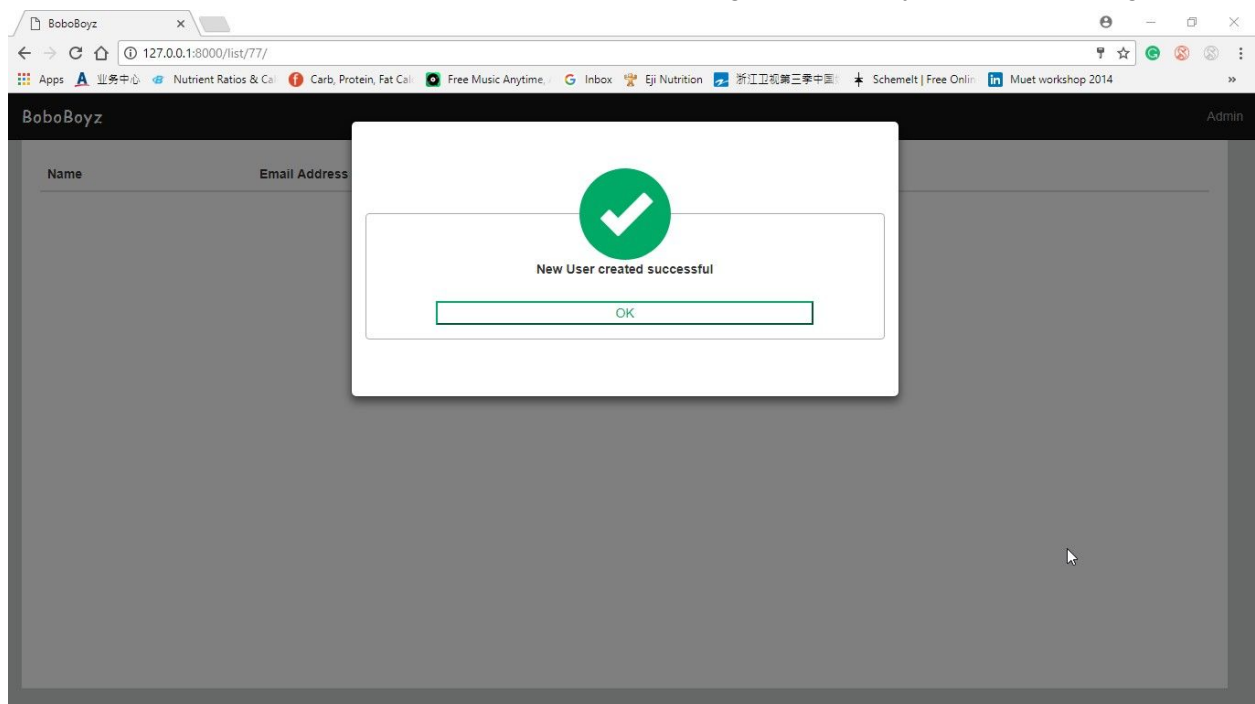 BoboBoyz
127.0.0.1:8000/list/77/
Apps 业务中心 Nutrient Ratios & Cal Carb, Protein, Fat Cal Free Music Anytime, Inbox Eji Nutrition 浙江卫视第三季中国 Schemelt | Free Onlin Muet workshop 2014 »
BoboBoyz Admin
Name Email Address
New User created successful
OK